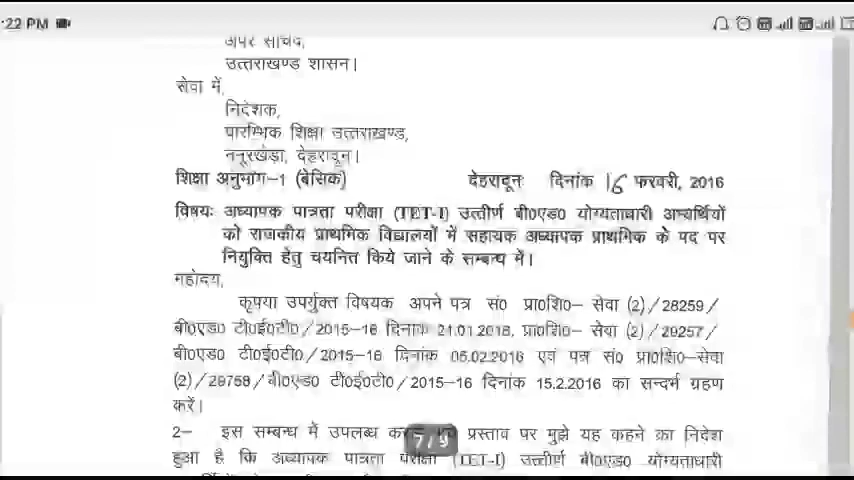 :22 PM
अपर सचिव,
उत्तराखण्ड शासन।
सेवा में,
निदेशक,
प्रारम्भिक शिक्षा उत्तराखण्ड,
ननूरखेड़ा, देहरादून।
शिक्षा अनुभाग-1 (बेसिक) देहरादून दिनांक 16 फरवरी, 2016
विषयः अध्यापक पात्रता परीक्षा (TET-I) उत्तीर्ण बी0एड0 योग्यताधारी अभ्यर्थियों
को राजकीय प्राथमिक विद्यालयों में सहायक अध्यापक प्राथमिक के पद पर
नियुक्ति हेतु चयनित किये जाने के सम्बन्ध में।
महोदय,
कृपया उपर्युक्त विषयक अपने पत्र सं0 प्रा0शि0- सेवा (2)/28259/
बी0एड0 टी0ई0टी0/2015-16 दिनांक 21.01.2016, प्रा0शि0- सेवा (2)/29257/
बी0एड0 टी0ई0टी0/2015-16 दिनांक 05.02.2016 एवं पत्र सं0 प्रा0शि0-सेवा
(2)/29758/बी0एड0 टी0ई0टी0/2015-16 दिनांक 15.2.2016 का सन्दर्भ ग्रहण
करें।
2- इस सम्बन्ध में उपलब्ध प्रस्ताव पर मुझे यह कहने का निदेश
7/9
हुआ है कि अध्यापक पात्रता परीक्षा (TET-I) उत्तीर्ण बी0एड0 योग्यताधारी